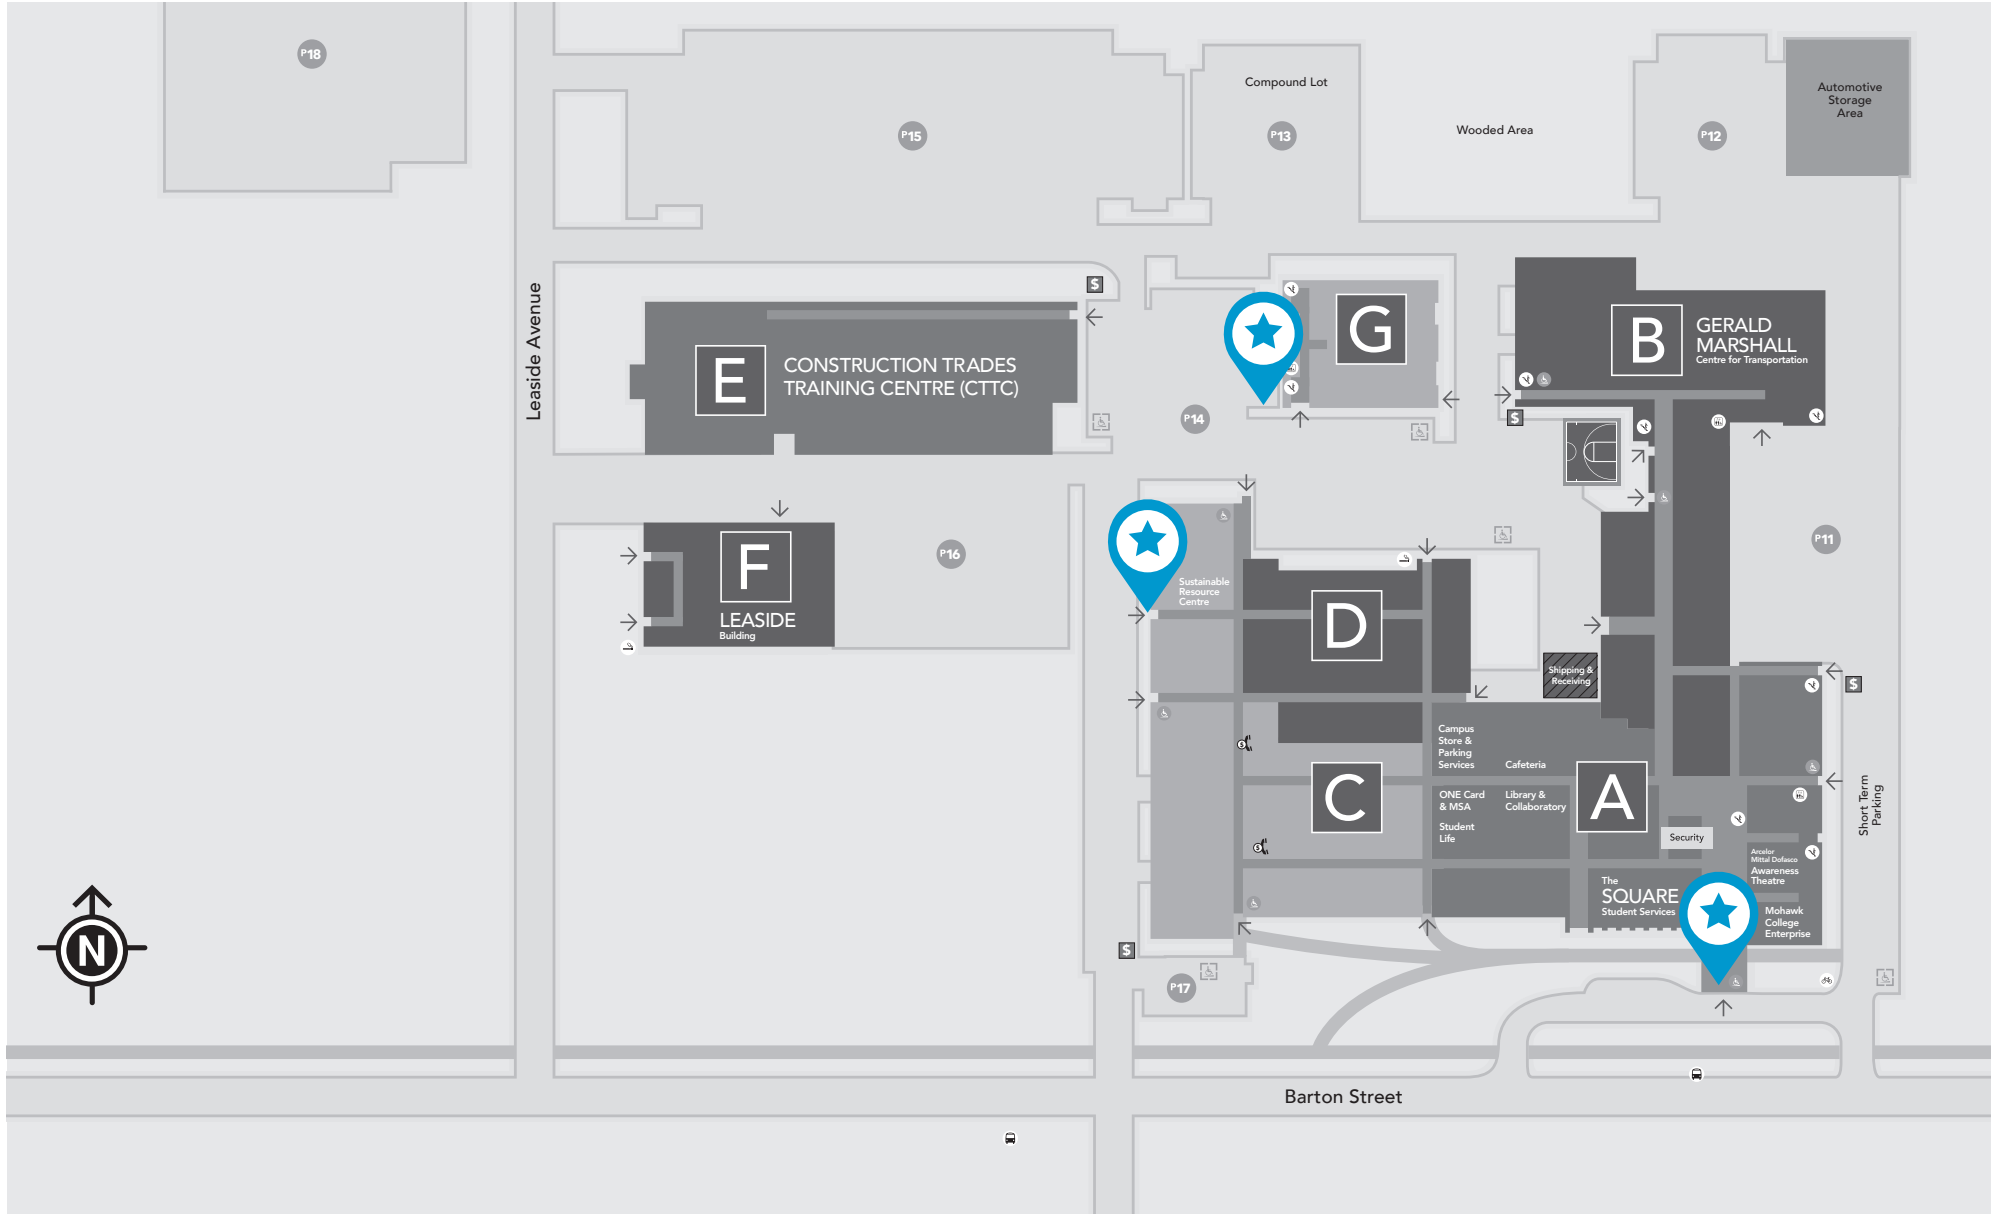 P18
P15
Compound Lot
P13
Wooded Area
P12
Automotive
Storage
Area
Leaside Avenue
$
E
CONSTRUCTION TRADES
TRAINING CENTRE (CTTC)
G
B
GERALD
MARSHALL
Centre for Transportation
$
P14
F
LEASIDE
Building
P16
Sustainable
Resource
Centre
D
P11
Shipping &
Receiving
$
Campus
Store &
Parking
Services
Cafeteria
C
ONE Card
& MSA
Student
Life
Library &
Collaboratory
A
Security
Short Term
Parking
Arcelor
Mittal Dofasco
Awareness
Theatre
The
SQUARE
Student Services
Mohawk
College
Enterprise
$
P17
N
Barton Street